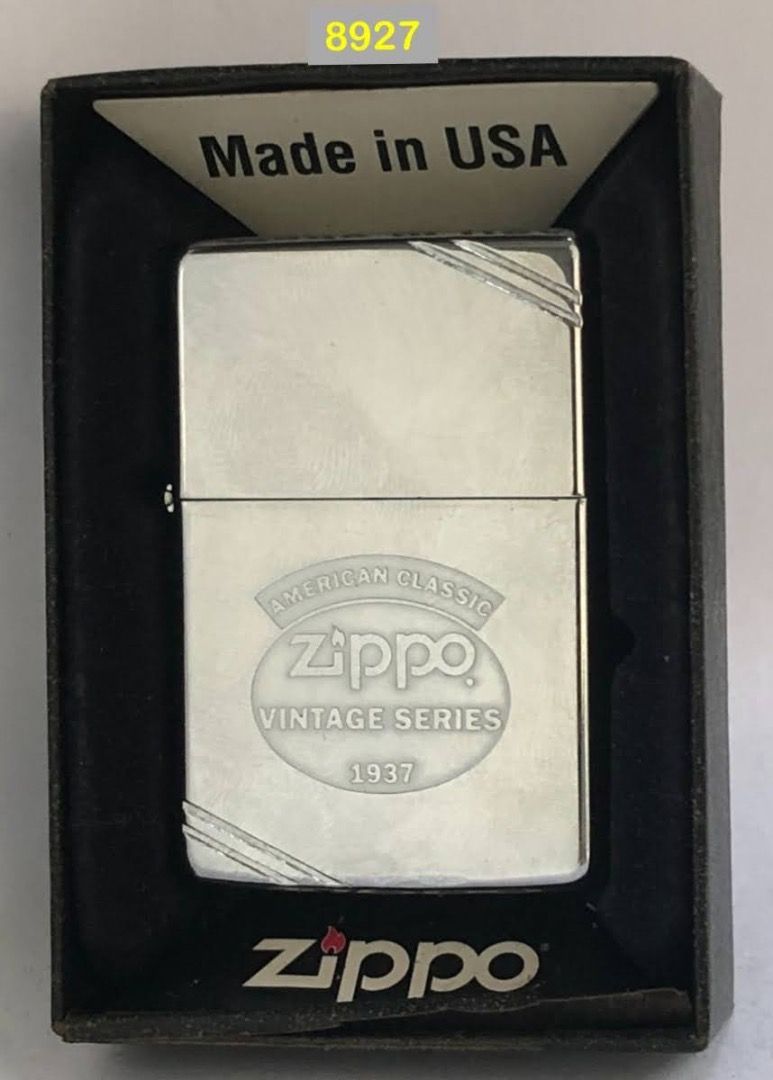 8927
Made in USA
AMERICAN CLASSIC
Zippo
VINTAGE SERIES
1937
Zippo